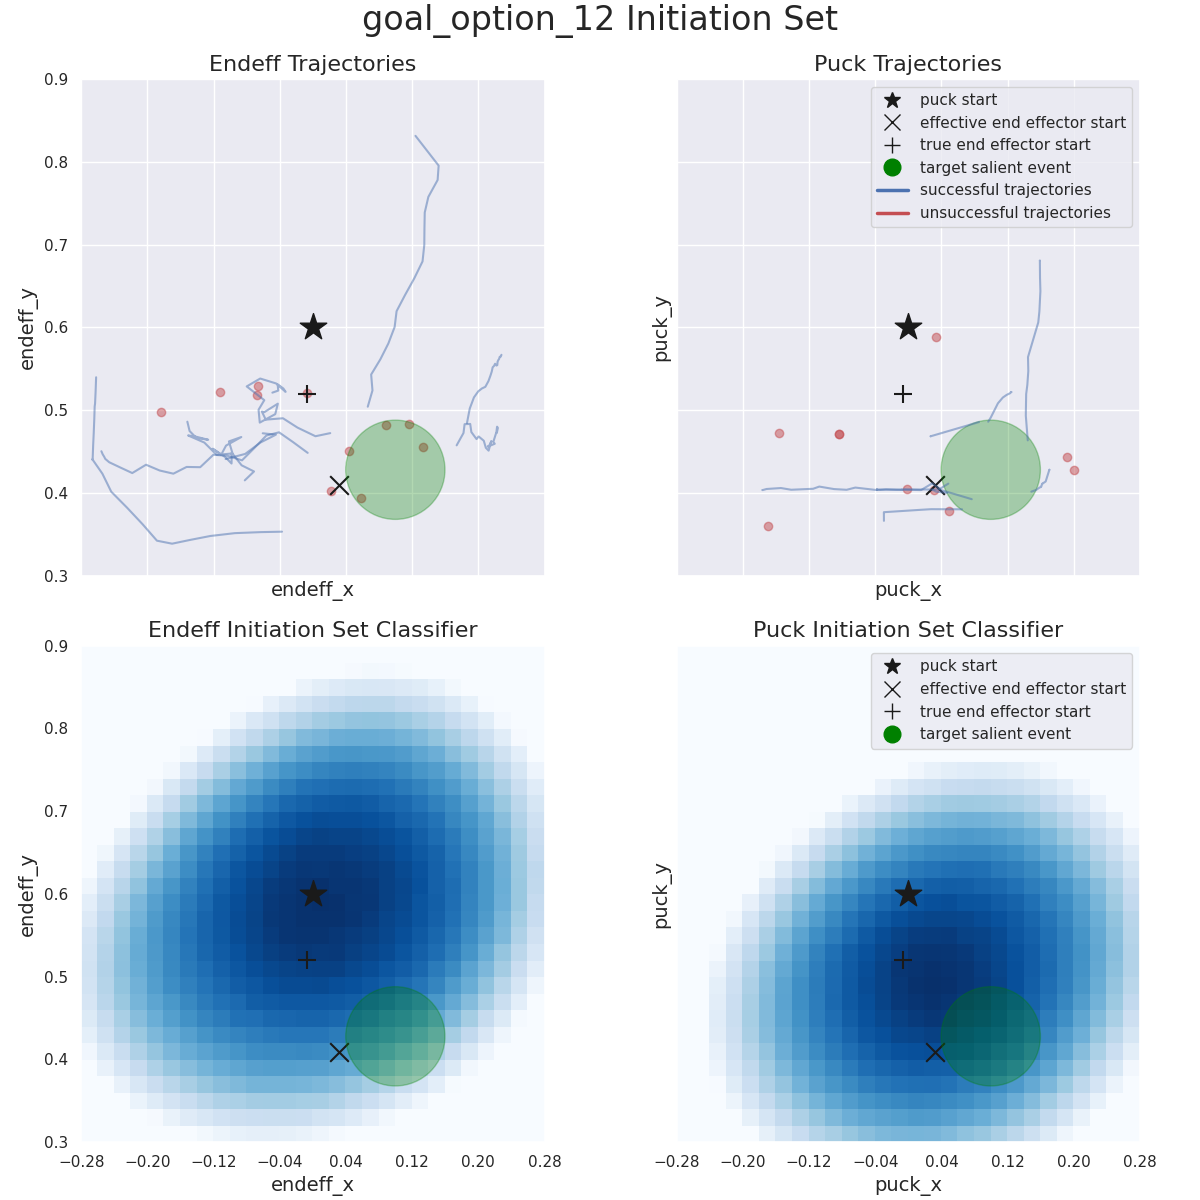 goal_option_12 Initiation Set
Endeff Trajectories
0.9
0.8
0.7
0.6
0.5
0.4
0.3
endeff_y
endeff_x
Puck Trajectories
puck start
effective end effector start
true end effector start
target salient event
successful trajectories
unsuccessful trajectories
puck_y
puck_x
Endeff Initiation Set Classifier
0.9
0.8
0.7
0.6
0.5
0.4
0.3
endeff_y
−0.28 −0.20 −0.12 −0.04 0.04 0.12 0.20 0.28
endeff_x
Puck Initiation Set Classifier
puck start
effective end effector start
true end effector start
target salient event
puck_y
−0.28 −0.20 −0.12 −0.04 0.04 0.12 0.20 0.28
puck_x